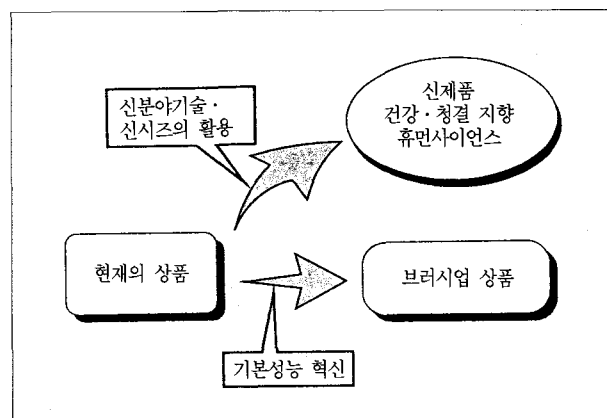 신분야기술·
신시즈의 활용
신제품
건강·청결 지향
휴먼사이언스
현재의 상품
브러시업 상품
기본성능 혁신